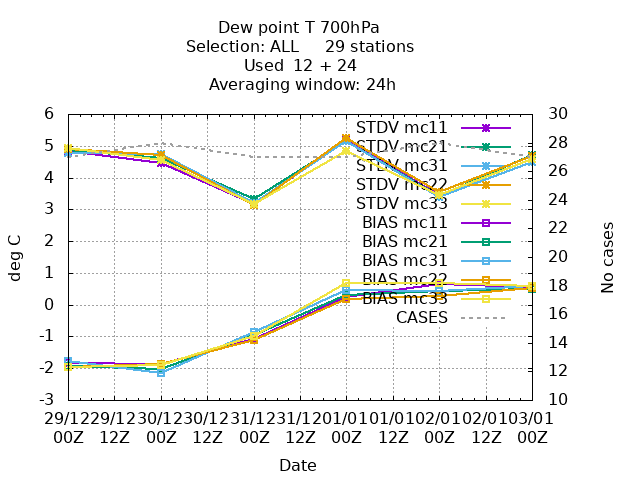 Dew point T 700hPa
Selection: ALL 29 stations
Used 12 + 24
Averaging window: 24h
6 30
5 28
4 26
3 24
2 22
1 20
0 18
-1 16
-2 14
-3 12
10
deg C
No cases
STDV mc11
STDV mc21
STDV mc31
STDV mc22
STDV mc33
BIAS mc11
BIAS mc21
BIAS mc31
BIAS mc22
BIAS mc33
CASES
29/12 29/12 30/12 30/12 31/12 31/12 01/01 01/01 02/01 02/01 03/01
00Z 12Z 00Z 12Z 00Z 12Z 00Z 12Z 00Z 12Z 00Z
Date